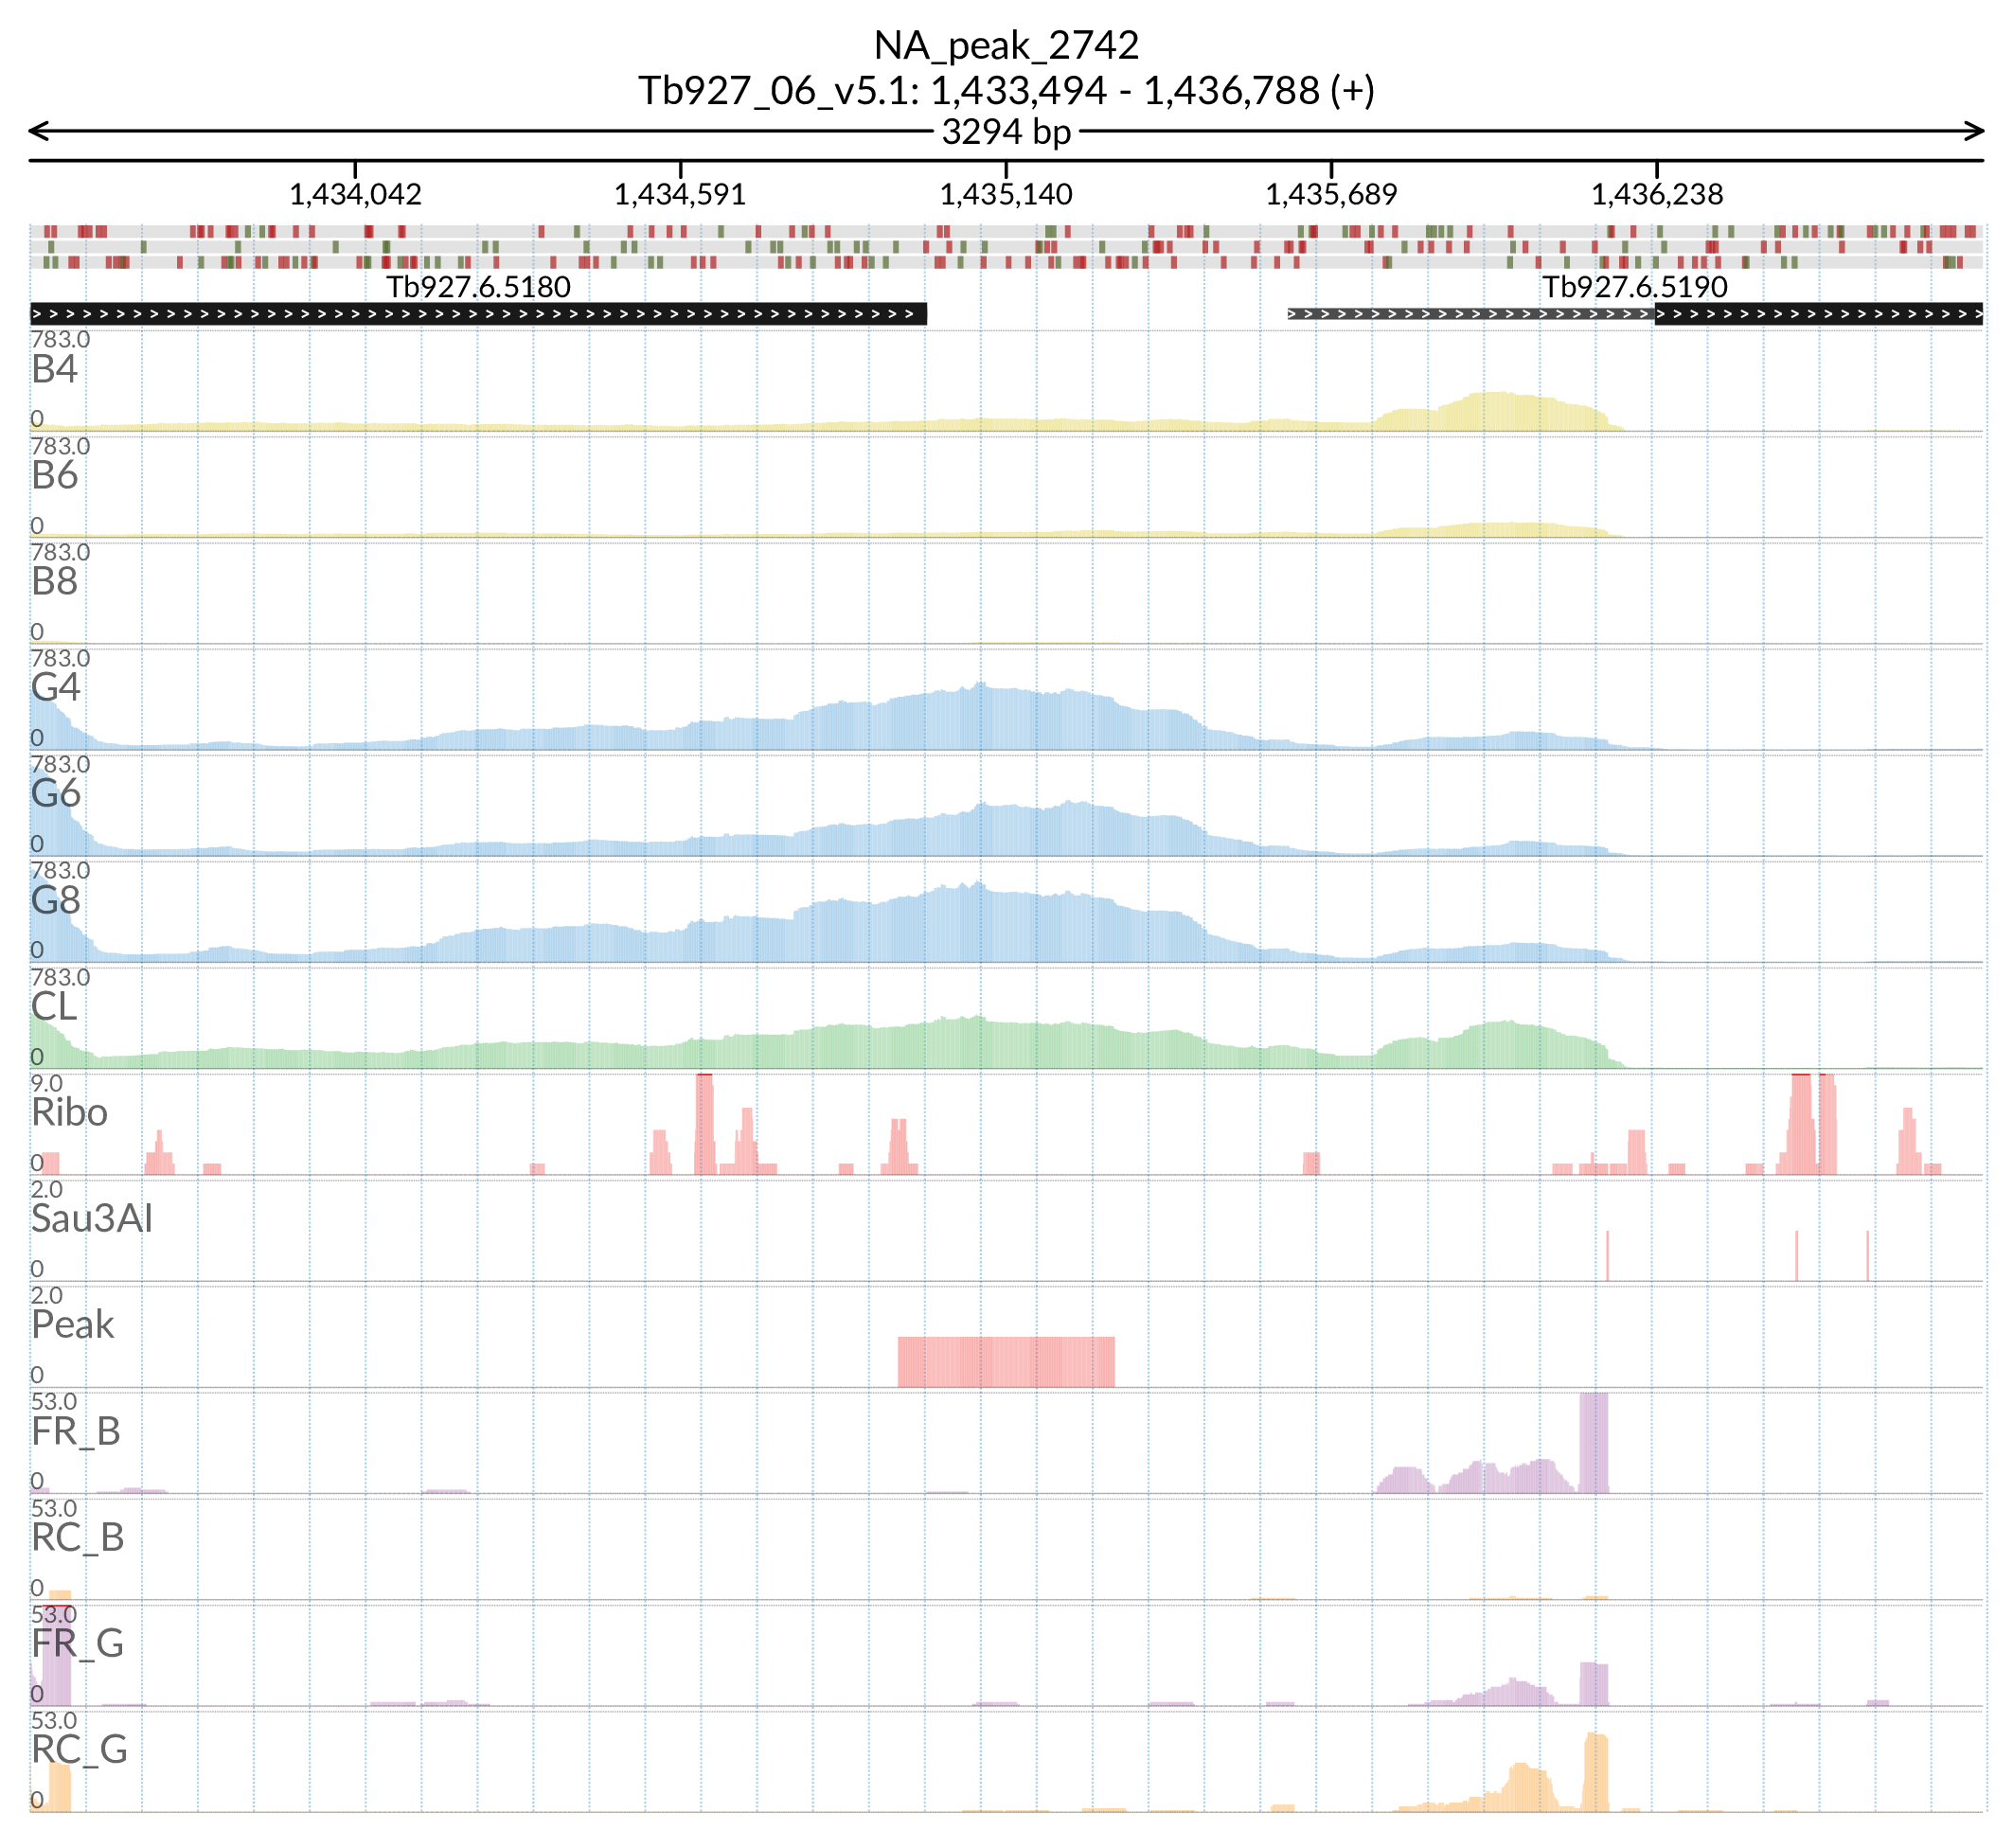 NA_peak_2742
Tb927_06_v5.1: 1,433,494 - 1,436,788 (+)
3294 bp
1,434,042 1,434,591 1,435,140 1,435,689 1,436,238
Tb927.6.5180 Tb927.6.5190
783.0
B4
0
783.0
B6
0
783.0
B8
0
783.0
G4
0
783.0
G6
0
783.0
G8
0
783.0
CL
0
9.0
Ribo
0
2.0
Sau3AI
0
2.0
Peak
0
53.0
FR_B
0
53.0
RC_B
0
53.0
FR_G
0
53.0
RC_G
0